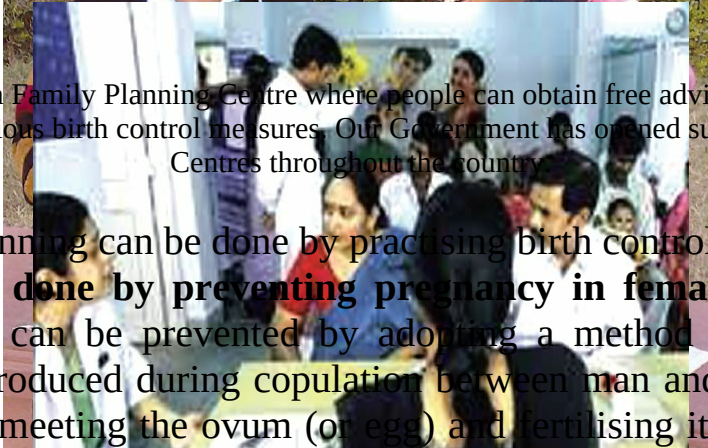 Family Planning Centre where people can obtain free advi
ious birth control measures. Our Government has opened su
Centres throughout the country.
nning can be done by practising birth control
done by preventing pregnancy in fema
can be prevented by adopting a method
roduced during copulation between man and
meeting the ovum (or egg) and fertilising it